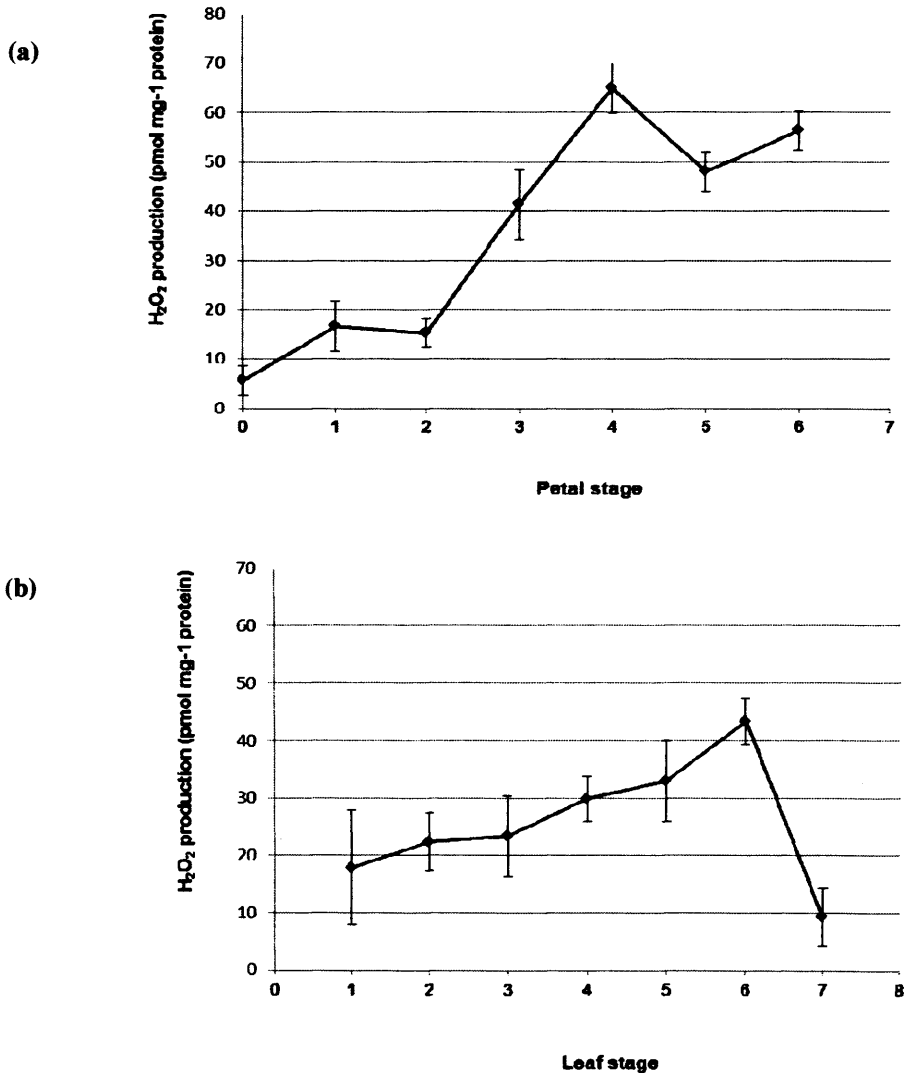 (a)
H₂O₂ production (pmol mg-1 protein)
80
70
60
50
40
30
20
10
0
0 1 2 3 4 5 6 7
Petal stage
(b)
H₂O₂ production (pmol mg-1 protein)
70
60
50
40
30
20
10
0
0 1 2 3 4 5 6 7 8
Leaf stage